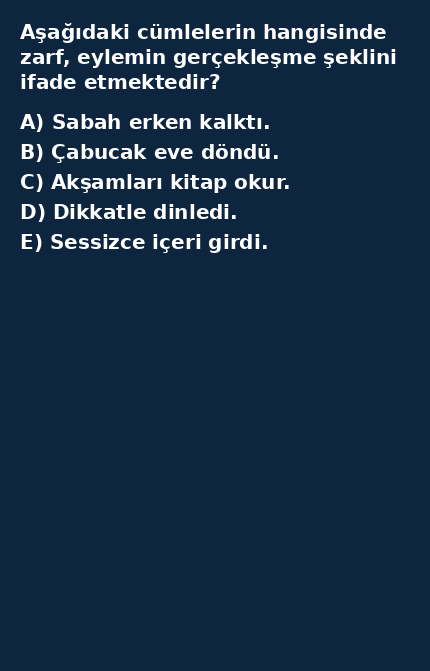 Aşağıdaki cümlelerin hangisinde
zarf, eylemin gerçekleşme şeklini
ifade etmektedir?
A) Sabah erken kalktı.
B) Çabucak eve döndü.
C) Akşamları kitap okur.
D) Dikkatle dinledi.
E) Sessizce içeri girdi.